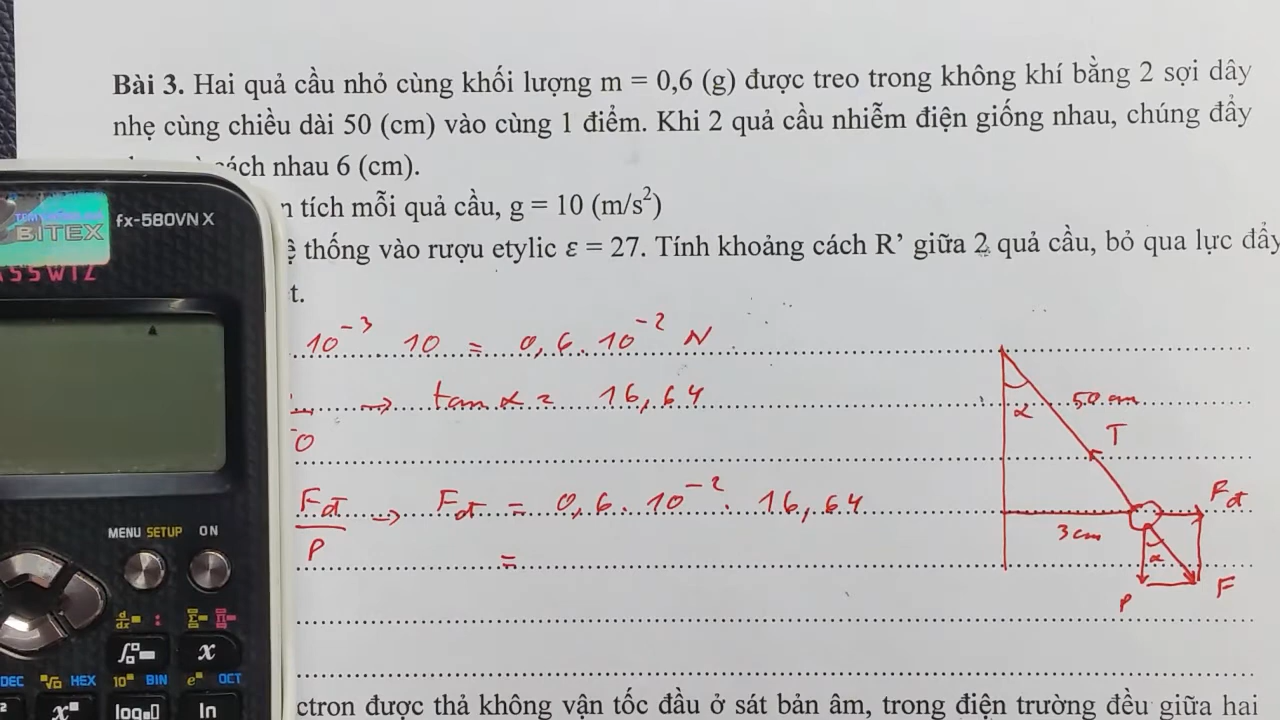 Bài 3. Hai quả cầu nhỏ cùng khối lượng m = 0,6 (g) được treo trong không khí bằng 2 sợi dây
nhẹ cùng chiều dài 50 (cm) vào cùng 1 điểm. Khi 2 quả cầu nhiễm điện giống nhau, chúng đẩy
cách nhau 6 (cm).
n tích mỗi quả cầu, g = 10 (m/s²)
ệ thống vào rượu etylic ε = 27. Tính khoảng cách R’ giữa 2 quả cầu, bỏ qua lực đẩy
t.
10⁻³ 10 = 0,6.10⁻² N
→ tan α = 16,64
0
Fđ/P → Fđ = 0,6.10⁻².16,64
=
α
50 cm
T
3 cm
Fđ
α
P
F
fx-580VN X
BITEX
ASSWIZ
MENU SETUP ON
x
DEC HEX 10 BIN e OCT
log ln
ctron được thả không vận tốc đầu ở sát bản âm, trong điện trường đều giữa hai